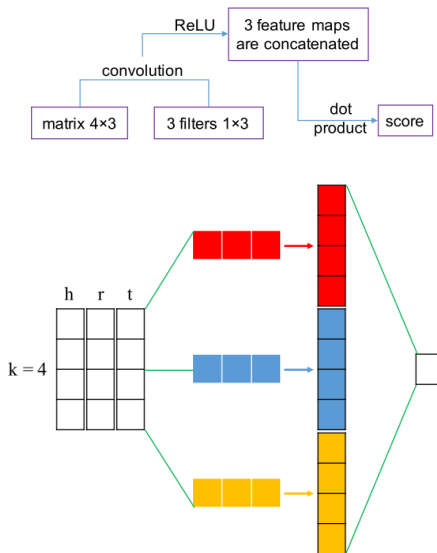 ReLU
3 feature maps
are concatenated
convolution
matrix 4×3
3 filters 1×3
dot
product
score
h r t
k = 4